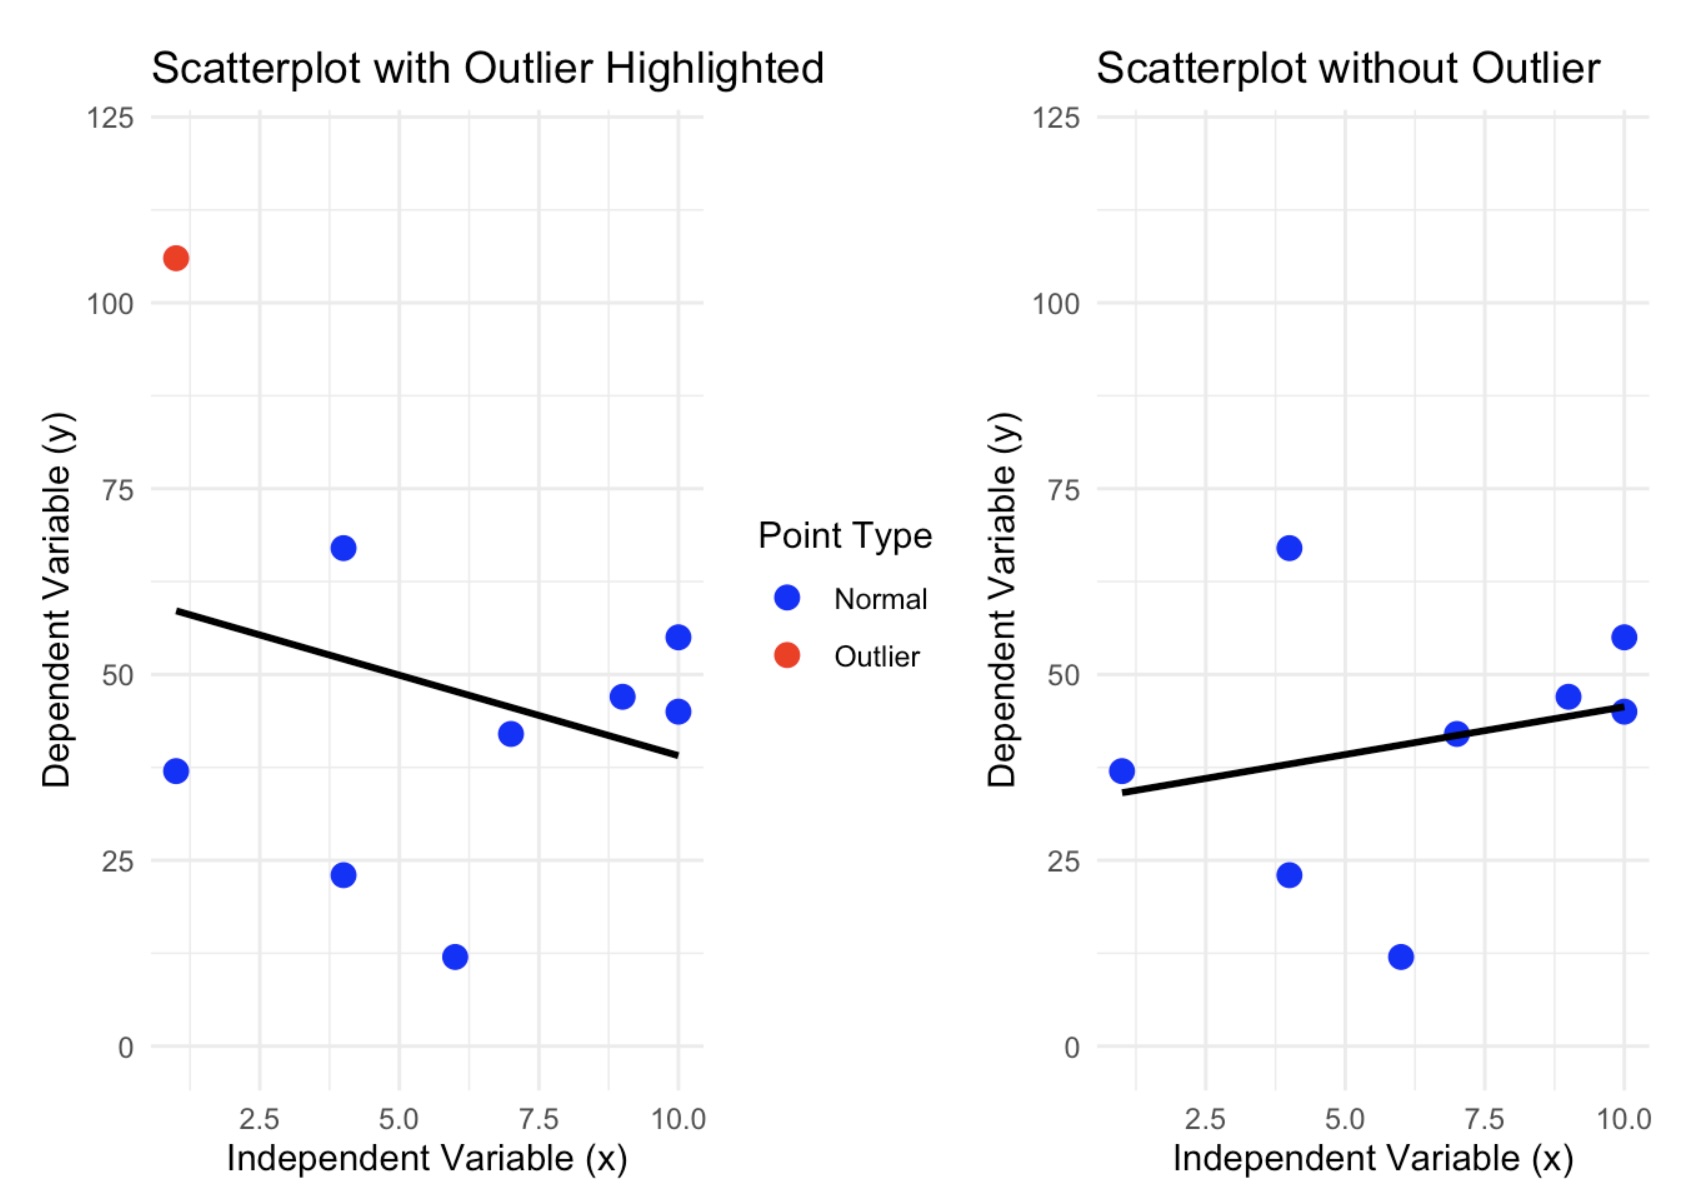 Scatterplot with Outlier Highlighted
125
100
75
50
25
0
Dependent Variable (y)
2.5 5.0 7.5 10.0
Independent Variable (x)
Point Type
Normal
Outlier
Scatterplot without Outlier
125
100
75
50
25
0
Dependent Variable (y)
2.5 5.0 7.5 10.0
Independent Variable (x)